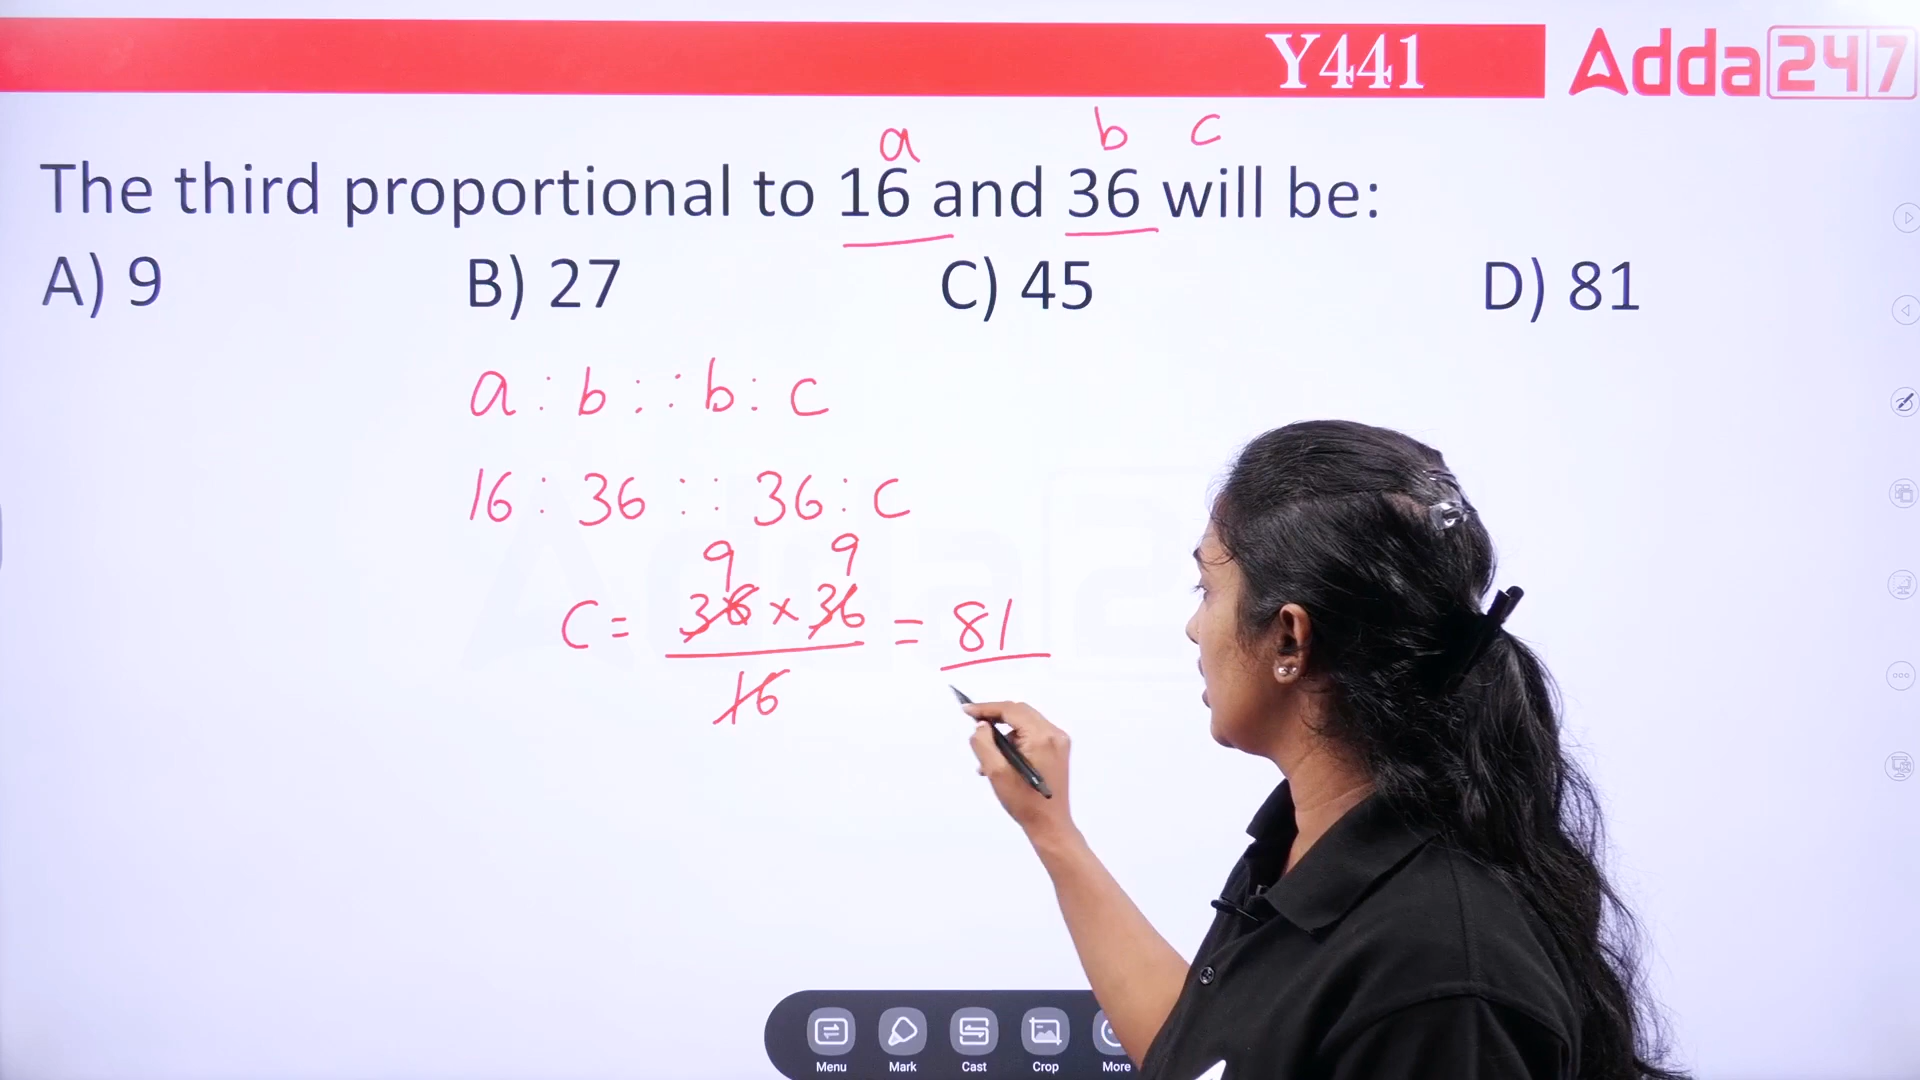 Y441
Adda247
a b c
The third proportional to 16 and 36 will be:
A) 9 B) 27 C) 45 D) 81
a : b :: b : c
16 : 36 :: 36 : c
9 9
c = 36 × 36 = 81
16
Menu Mark Cast Crop More